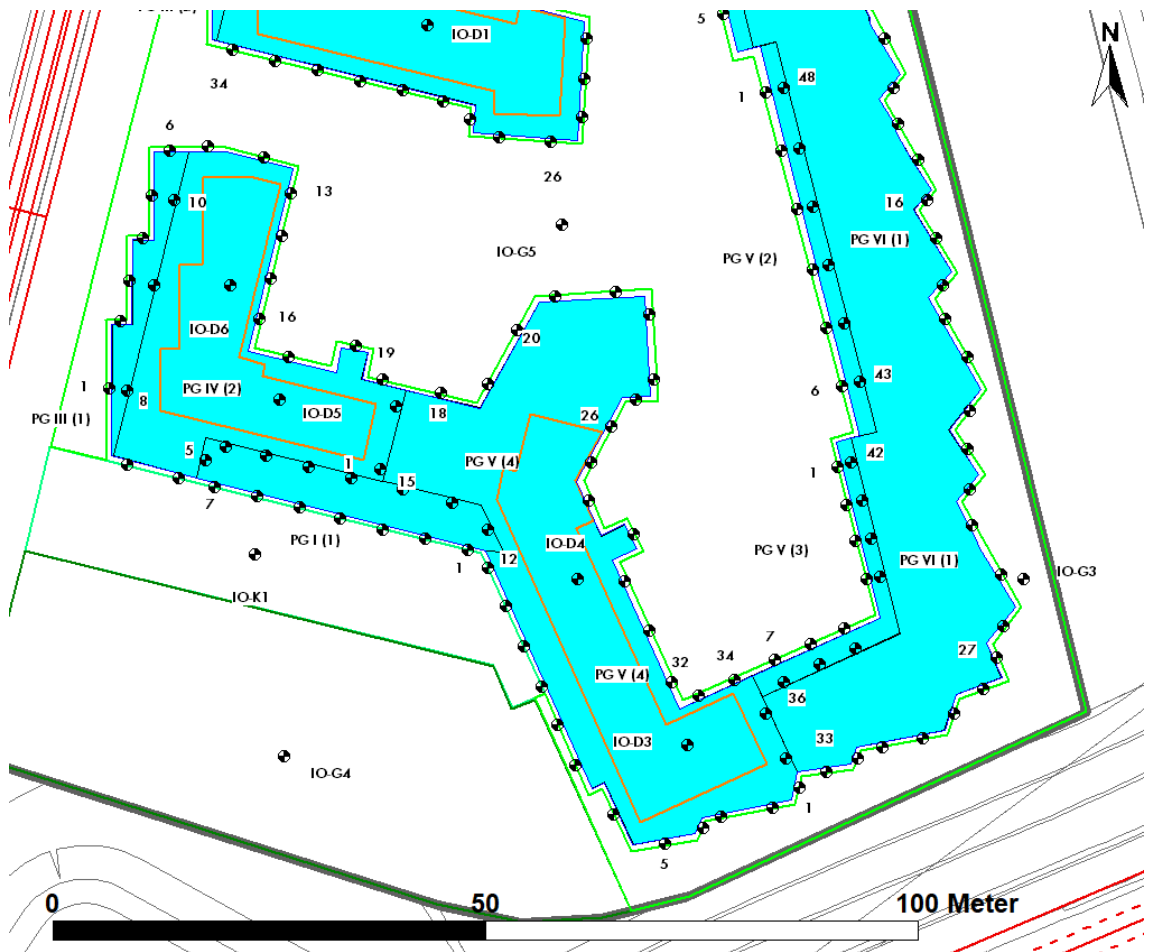 5
IO-D1
N
34
48
1
6
26
10
13
16
IO-G5
PG V (2)
PG VI (1)
16
IO-D6
20
19
1
8
PG IV (2)
IO-D5
18
6
43
PG III (1)
26
5
1
15
PG V (4)
1
42
7
PG I (1)
IO-D4
PG V (3)
1
12
PG VI (1)
IO-G3
IO-K1
7
27
32
34
PG V (4)
36
IO-D3
33
IO-G4
1
5
0
50
100 Meter